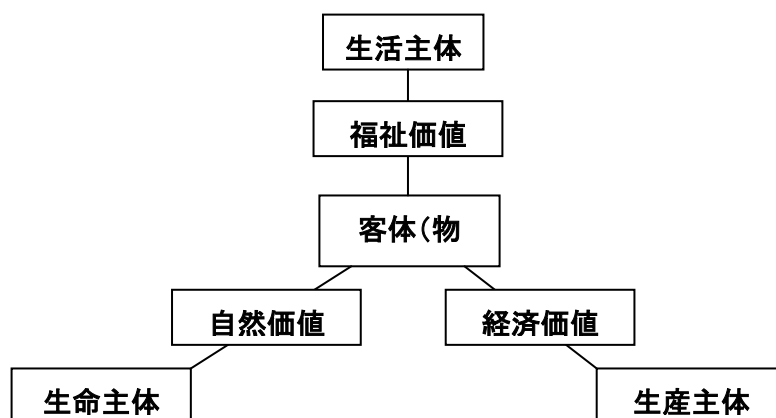 生活主体
福祉価値
客体(物
自然価値
経済価値
生命主体
生産主体